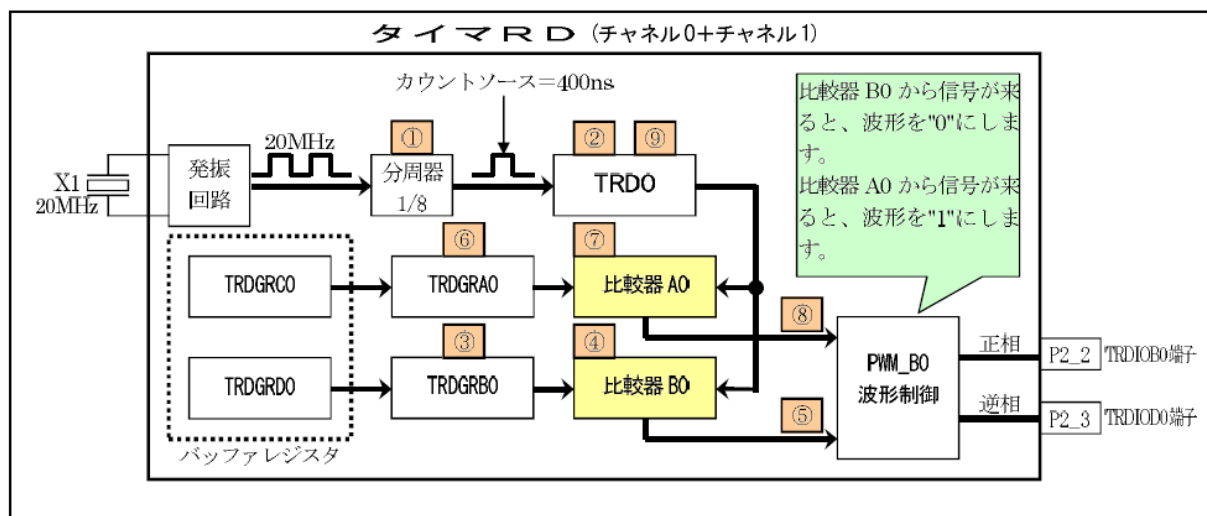 タイマRD (チャネル0+チャネル1)
カウントソース=400ns
比較器 B0 から信号が来
ると、波形を"0"にしま
す。
比較器 A0 から信号が来
ると、波形を"1"にしま
す。
X1
20MHz
発振
回路
20MHz
①
分周器
1/8
② ⑨
TRD0
TRDGRC0
⑥
TRDGRA0
⑦
比較器 A0
⑧
TRDGRD0
③
TRDGRB0
④
比較器 B0
⑤
バッファレジスタ
PWM_B0
波形制御
正相
P2_2
TRDIOB0端子
逆相
P2_3
TRDIOD0端子